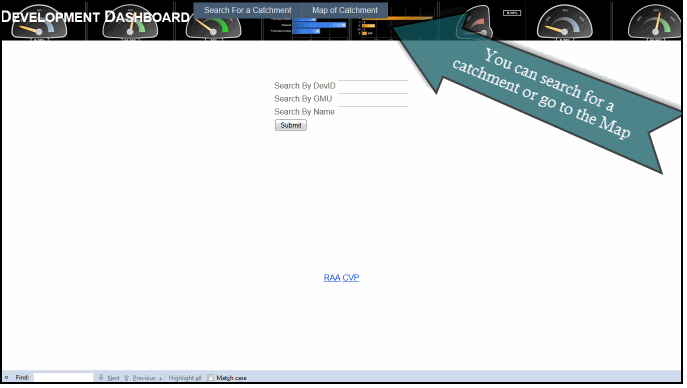 DEVELOPMENT DASHBOARD
Search For a Catchment
Map of Catchment
You can search for a
catchment or go to the Map
Search By DevID
Search By GMU
Search By Name
Submit
RAA CVP
× Find: Next Previous Highlight all Match case